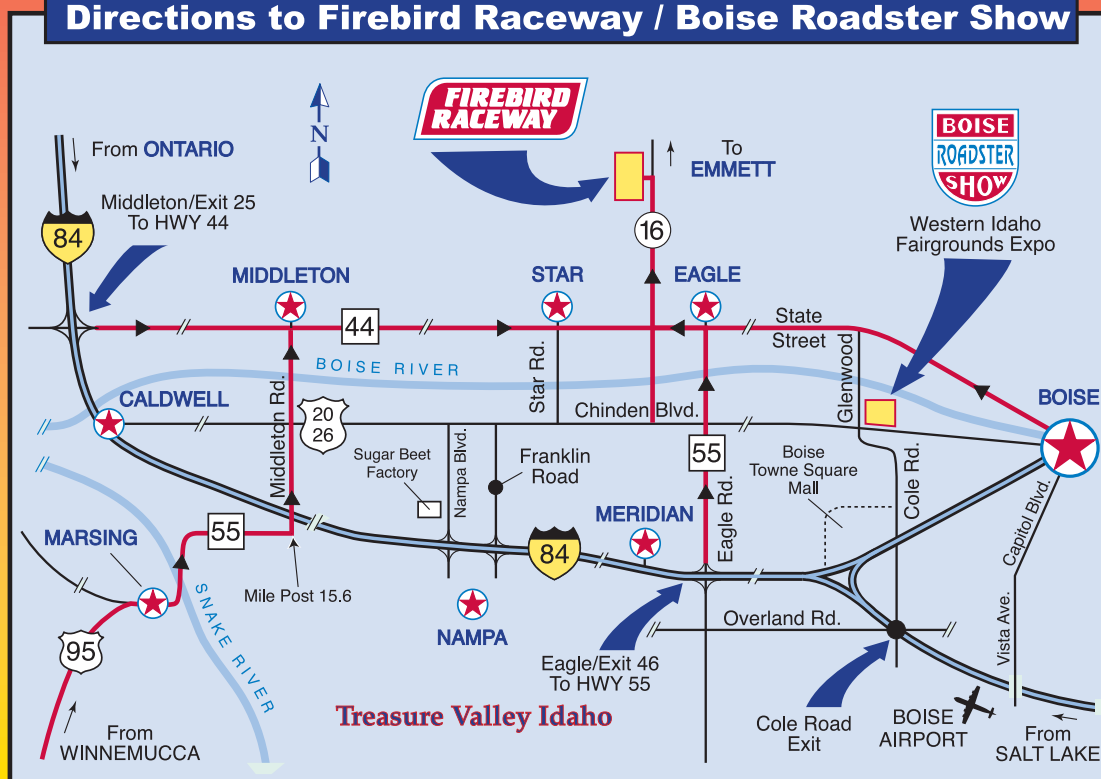 Directions to Firebird Raceway / Boise Roadster Show
N
FIREBIRD
RACEWAY
To
EMMETT
BOISE
ROADSTER
SHOW
From ONTARIO
Middleton/Exit 25
To HWY 44
84
Western Idaho
Fairgrounds Expo
16
MIDDLETON
STAR
EAGLE
44
State
Street
BOISE RIVER
Star Rd.
Glenwood
BOISE
CALDWELL
Middleton Rd.
20
26
Chinden Blvd.
Sugar Beet
Factory
Nampa Blvd.
Franklin
Road
55
Eagle Rd.
Boise
Towne Square
Mall
Cole Rd.
Capitol Blvd.
MARSING
55
MERIDIAN
84
Mile Post 15.6
SNAKE RIVER
NAMPA
Overland Rd.
Vista Ave.
95
Eagle/Exit 46
To HWY 55
Treasure Valley Idaho
From
WINNEMUCCA
Cole Road
Exit
BOISE
AIRPORT
From
SALT LAKE